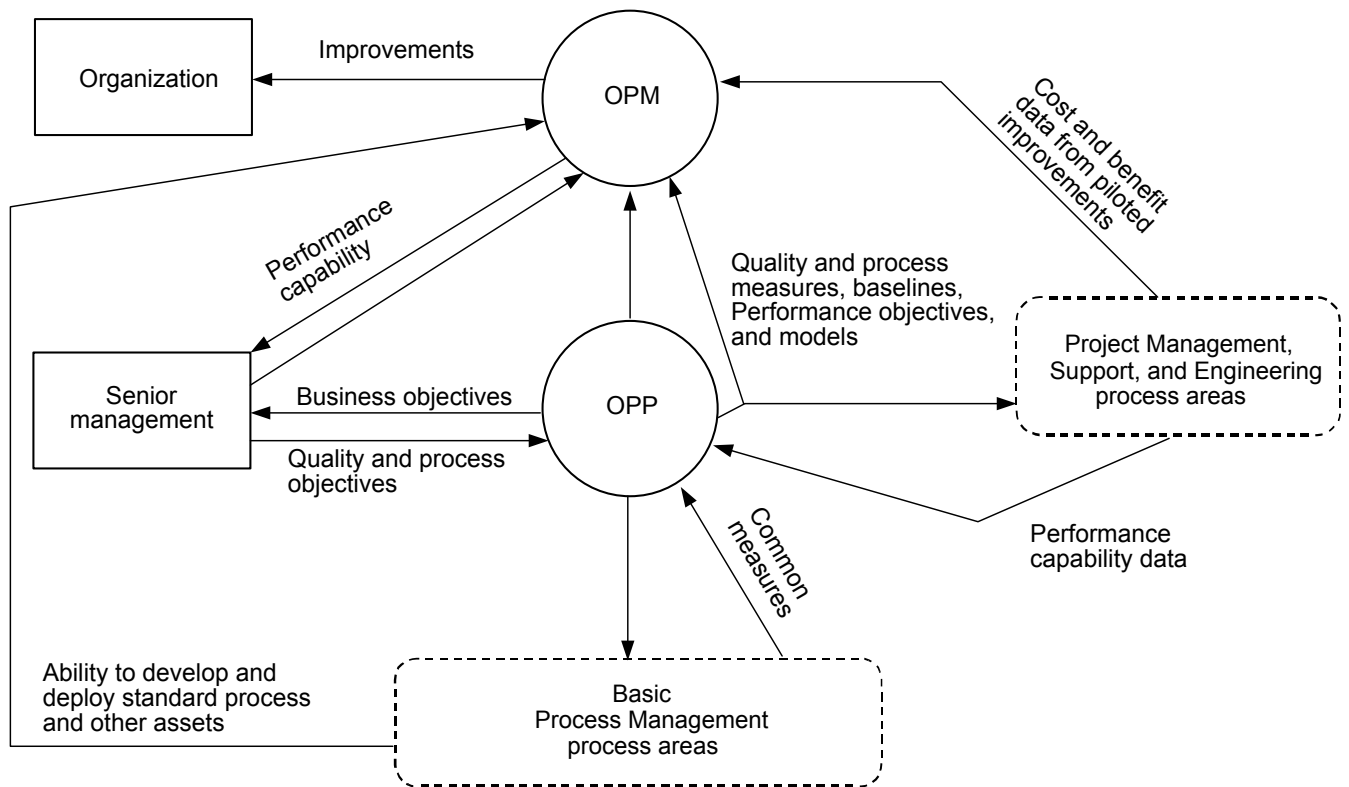 Improvements
Organization
OPM
Cost and benefit
data from piloted
improvements
Performance
capability
Quality and process
measures, baselines,
Performance objectives,
and models
Project Management,
Support, and Engineering
process areas
Senior
management
Business objectives
OPP
Quality and process
objectives
Common
measures
Performance
capability data
Ability to develop and
deploy standard process
and other assets
Basic
Process Management
process areas